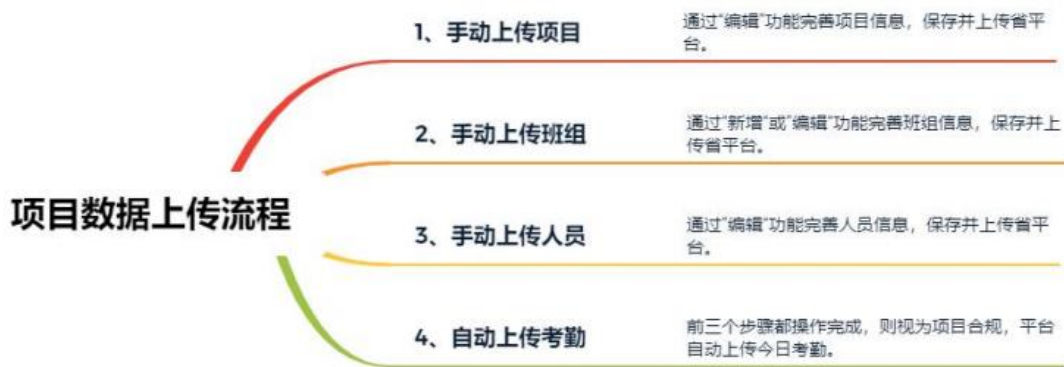 1、手动上传项目
通过"编辑"功能完善项目信息，保存并上传省平
台。
2、手动上传班组
通过"新增"或"编辑"功能完善班组信息，保存并上
传省平台。
项目数据上传流程
3、手动上传人员
通过"编辑"功能完善人员信息，保存并上传省平
台。
4、自动上传考勤
前三个步骤都操作完成，则视为项目合规，平台
自动上传今日考勤。